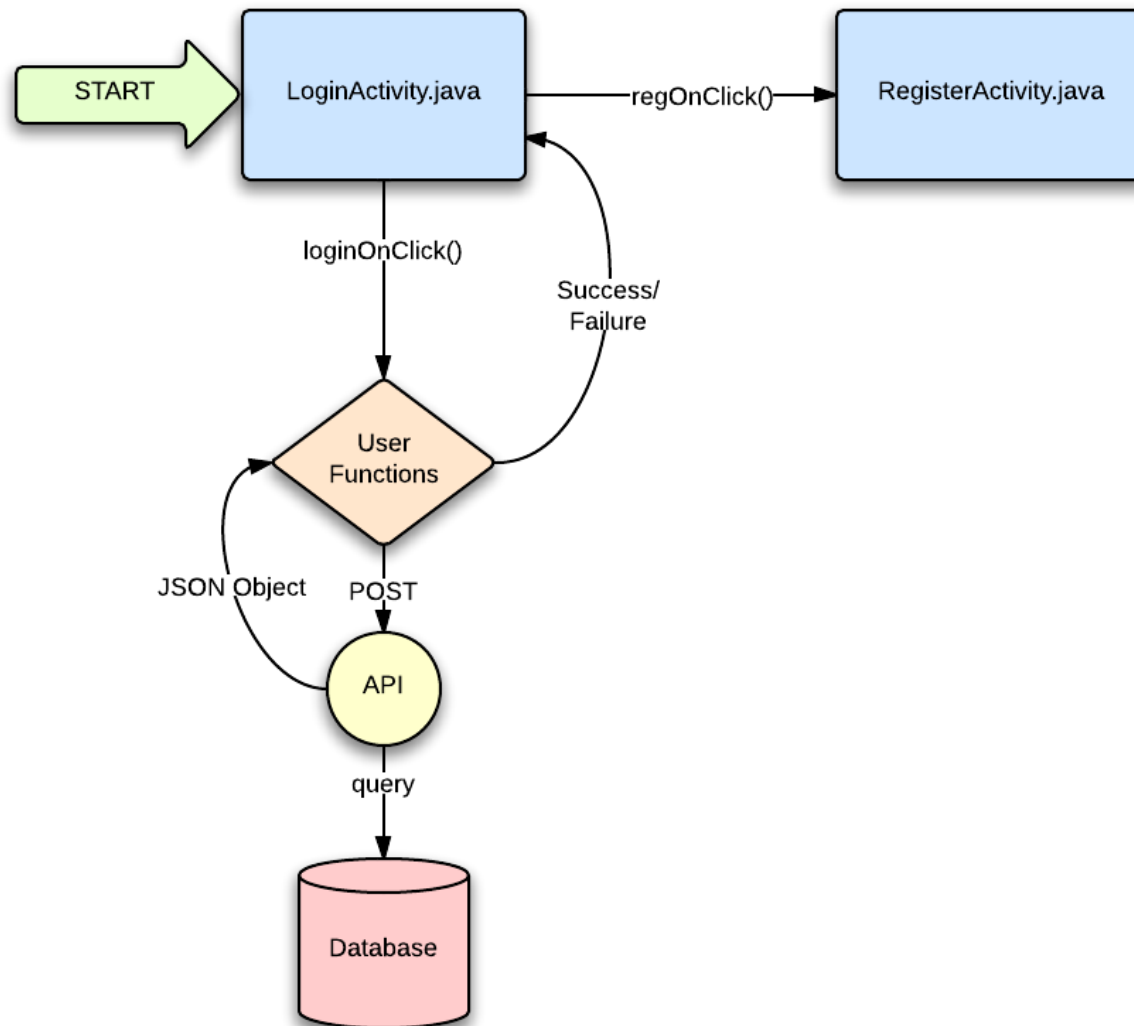 START
LoginActivity.java
regOnClick()
RegisterActivity.java
loginOnClick()
Success/
Failure
User
Functions
JSON Object
POST
API
query
Database